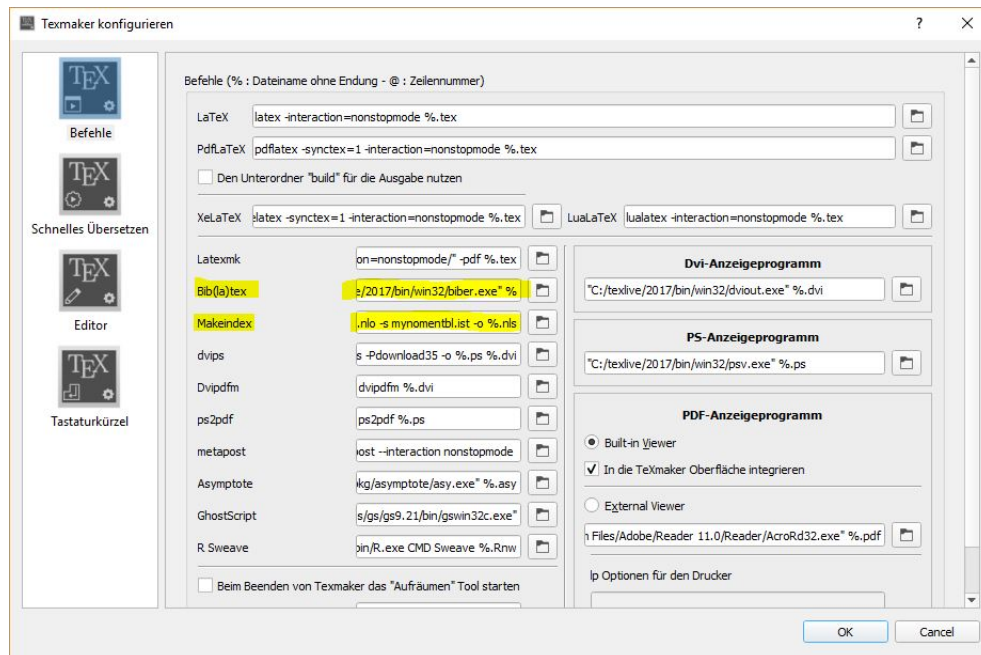 Texmaker konfigurieren
? ×
TEX
Befehle
TEX
Schnelles Übersetzen
TEX
Editor
TEX
Tastaturkürzel
Befehle (% : Dateiname ohne Endung - @ : Zeilennummer)
LaTeX latex -interaction=nonstopmode %.tex
PdfLaTeX pdflatex -synctex=1 -interaction=nonstopmode %.tex
Den Unterordner "build" für die Ausgabe nutzen
XeLaTeX elatex -synctex=1 -interaction=nonstopmode %.tex LuaLaTeX lualatex -interaction=nonstopmode %.tex
Latexmk on=nonstopmode/" -pdf %.tex
Bib(la)tex e/2017/bin/win32/biber.exe" %
Makeindex .nlo -s mynomentbl.ist -o %.nls
dvips s -Pdownload35 -o %.ps %.dvi
Dvipdfm dvipdfm %.dvi
ps2pdf ps2pdf %.ps
metapost post --interaction nonstopmode
Asymptote kg/asymptote/asy.exe" %.asy
GhostScript s/gs/gs9.21/bin/gswin32c.exe"
R Sweave bin/R.exe CMD Sweave %.Rnw
Beim Beenden von Texmaker das "Aufräumen" Tool starten
Dvi-Anzeigeprogramm
"C:/texlive/2017/bin/win32/dviout.exe" %.dvi
PS-Anzeigeprogramm
"C:/texlive/2017/bin/win32/psv.exe" %.ps
PDF-Anzeigeprogramm
Built-in Viewer
In die TeXmaker Oberfläche integrieren
External Viewer
n Files/Adobe/Reader 11.0/Reader/AcroRd32.exe" %.pdf
lp Optionen für den Drucker
OK Cancel